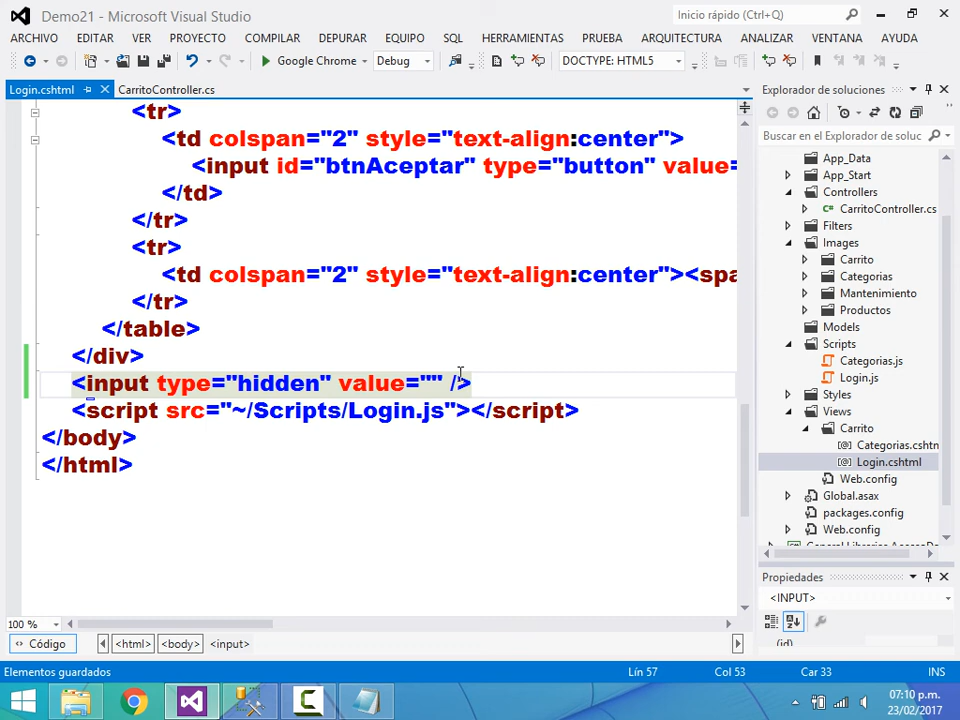 Demo21 - Microsoft Visual Studio
Inicio rápido (Ctrl+Q)
ARCHIVO EDITAR VER PROYECTO COMPILAR DEPURAR EQUIPO SQL HERRAMIENTAS PRUEBA ARQUITECTURA ANALIZAR VENTANA AYUDA
Google Chrome Debug DOCTYPE: HTML5
Login.cshtml CarritoController.cs
<tr>
<td colspan="2" style="text-align:center">
<input id="btnAceptar" type="button" value=
</td>
</tr>
<tr>
<td colspan="2" style="text-align:center"><spa
</tr>
</table>
</div>
<input type="hidden" value="" />
<script src="~/Scripts/Login.js"></script>
</body>
</html>
100 %
Código <html> <body> <input>
Explorador de soluciones
Buscar en el Explorador de soluc
App_Data
App_Start
Controllers
CarritoController.cs
Filters
Images
Carrito
Categorias
Mantenimiento
Productos
Models
Scripts
Categorias.js
Login.js
Styles
Views
Carrito
Categorias.cshtn
Login.cshtml
Web.config
Global.asax
packages.config
Web.config
Propiedades
<INPUT>
(id)
Elementos guardados Lín 57 Col 53 Car 33 INS
07:10 p.m.
23/02/2017